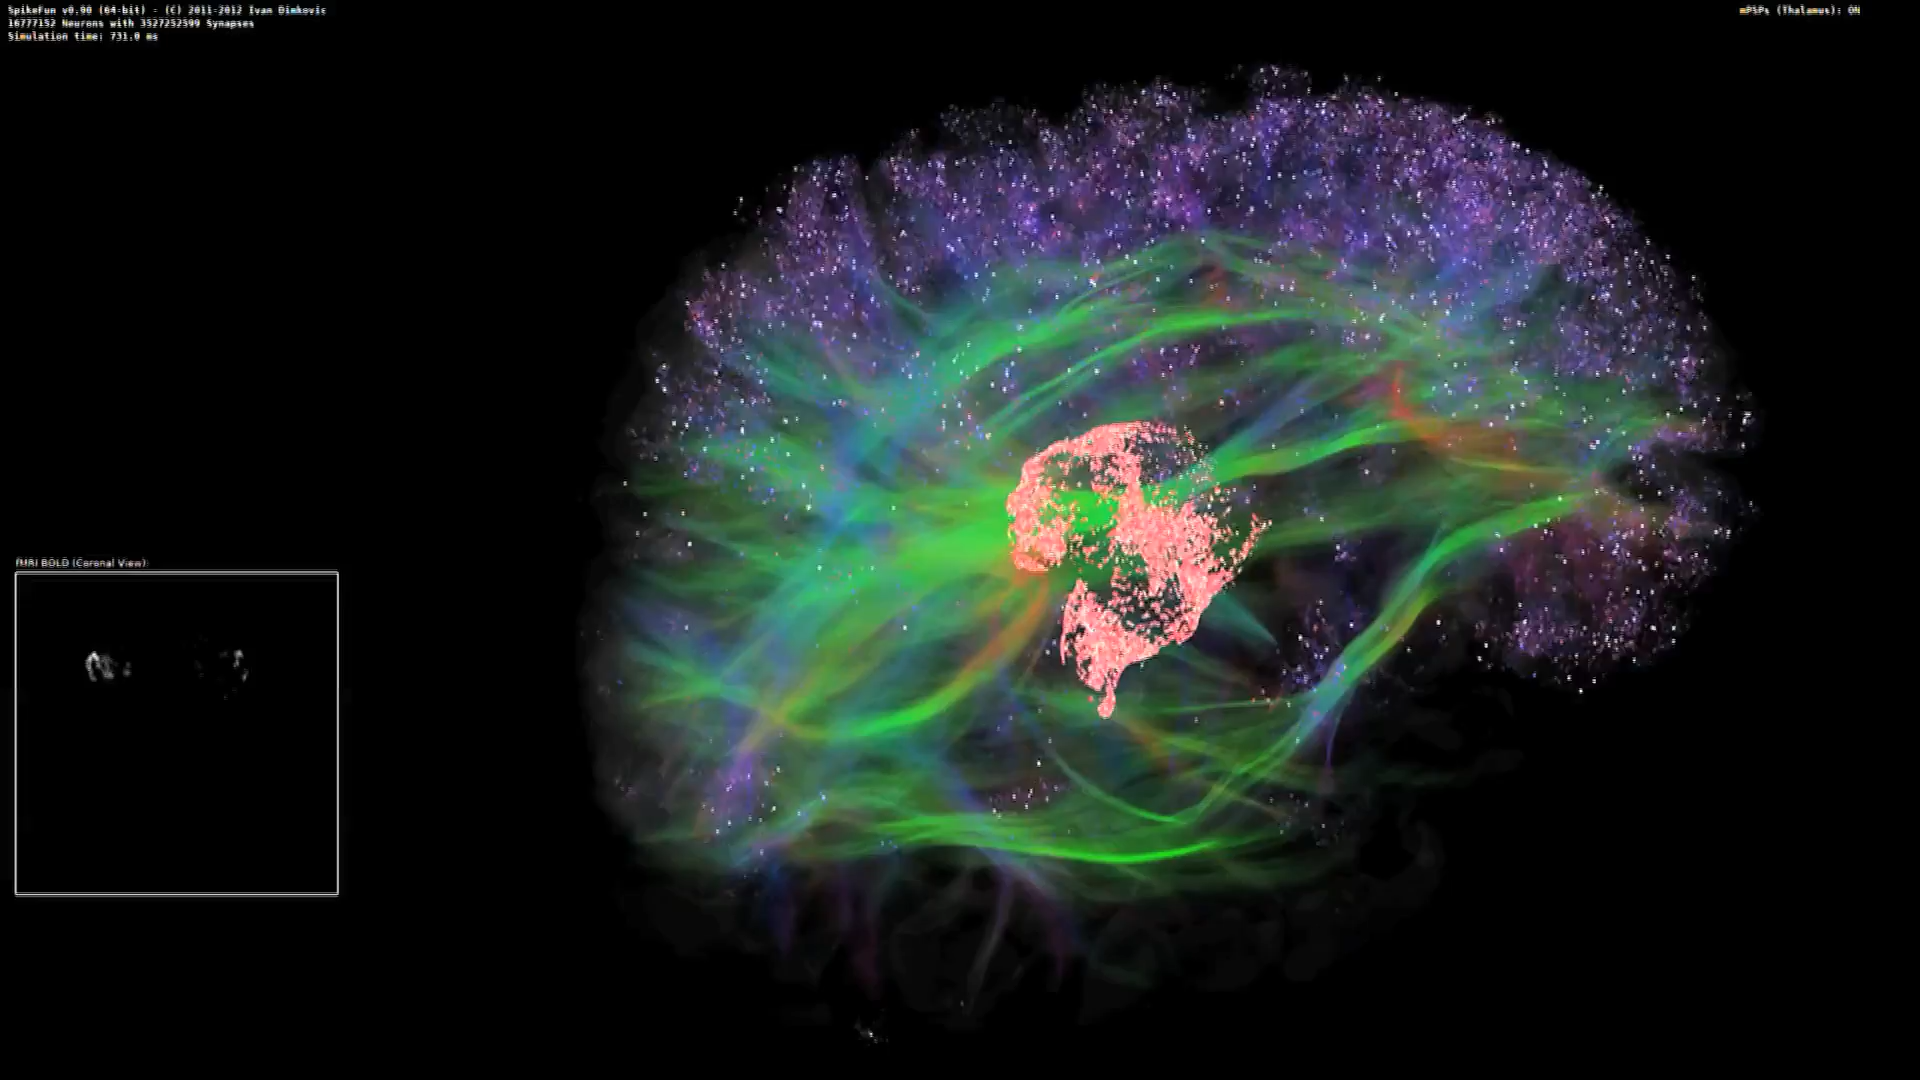 SpikeFun v0.90 (64-bit) - (C) 2011-2012 Ivan Dimkovic
16777152 Neurons with 3527252599 Synapses
Simulation time: 731.0 ms
mPSPs (Thalamus): ON
fMRI BOLD (Coronal View):